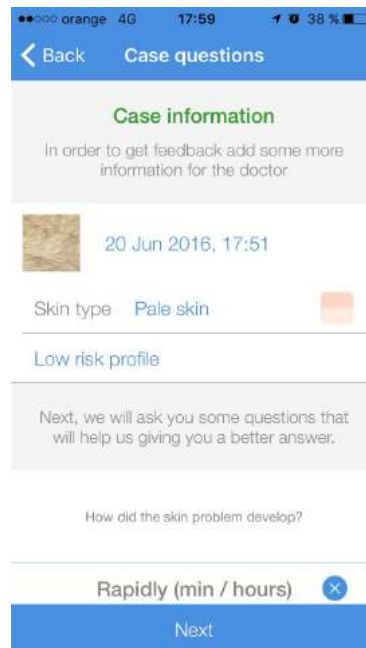 orange 4G 17:59 38 %
Back Case questions
Case information
In order to get feedback add some more
information for the doctor
20 Jun 2016, 17:51
Skin type Pale skin
Low risk profile
Next, we will ask you some questions that
will help us giving you a better answer.
How did the skin problem develop?
Rapidly (min / hours)
Next